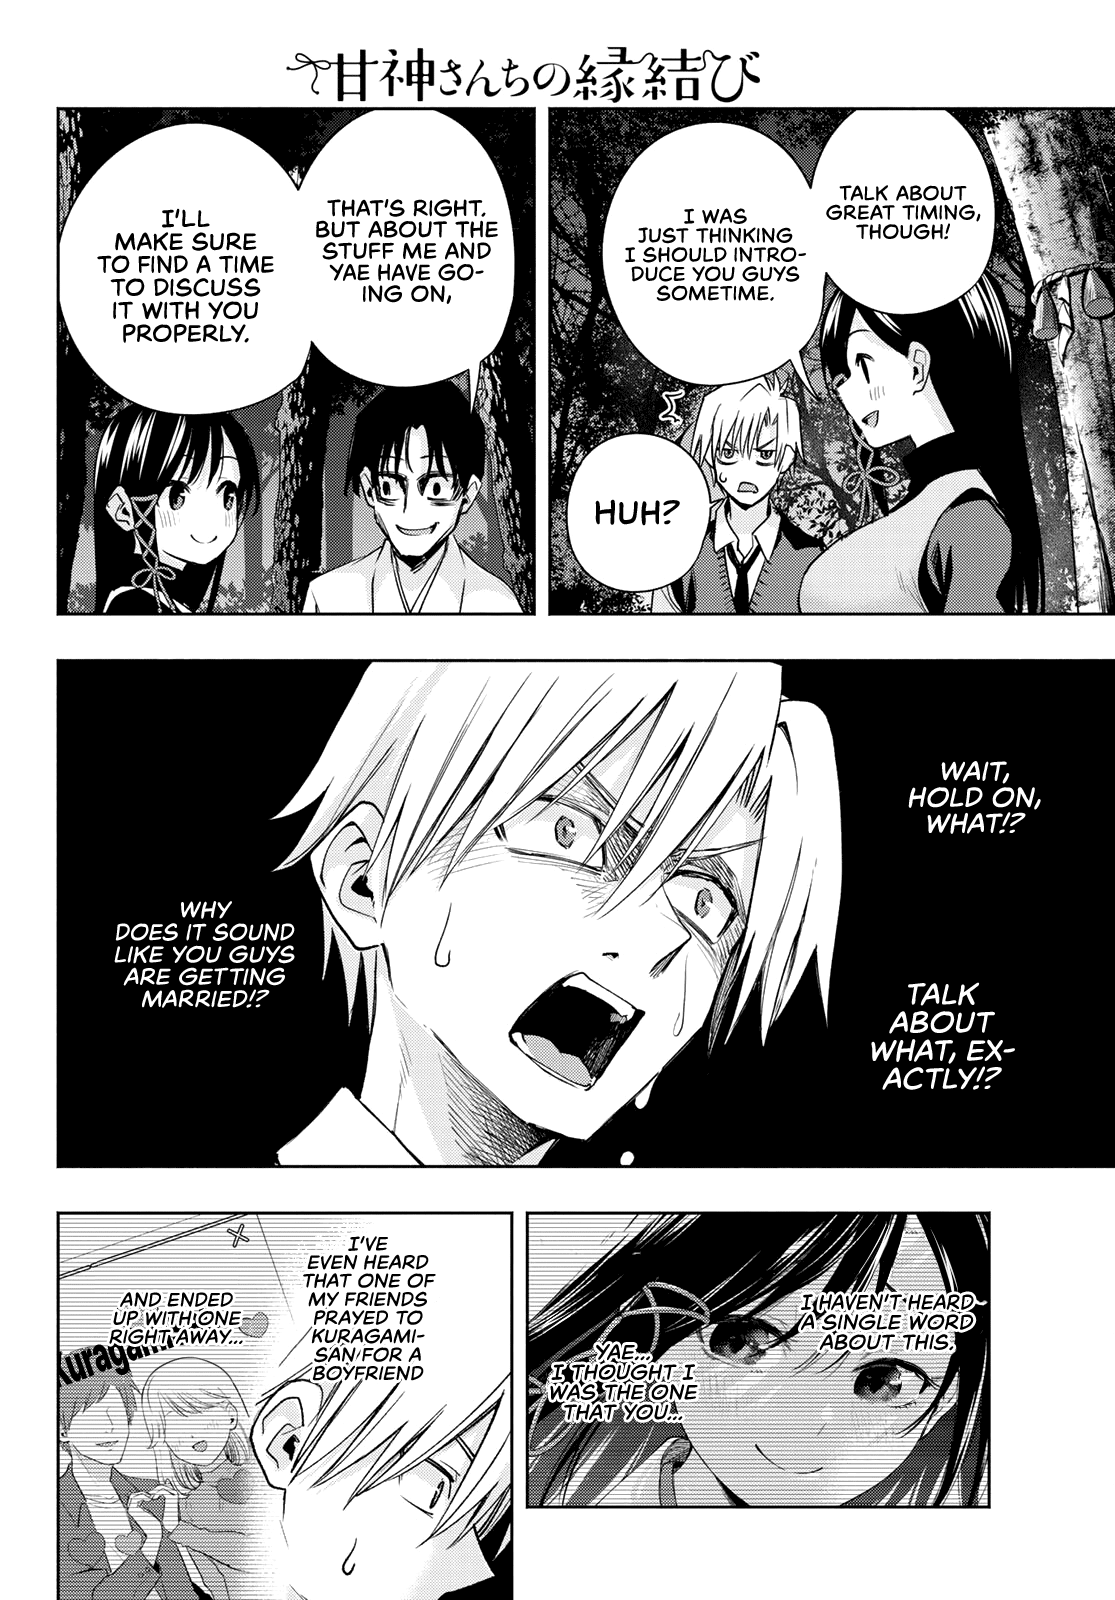 甘神さんちの縁結び
TALK ABOUT
GREAT TIMING,
THOUGH!
I WAS
JUST THINKING
I SHOULD INTRO-
DUCE YOU GUYS
SOMETIME.
HUH?
THAT'S RIGHT.
BUT ABOUT THE
STUFF ME AND
YAE HAVE GO-
ING ON,
I'LL
MAKE SURE
TO FIND A TIME
TO DISCUSS
IT WITH YOU
PROPERLY.
WAIT,
HOLD ON,
WHAT!?
TALK
ABOUT
WHAT, EX-
ACTLY!?
WHY
DOES IT SOUND
LIKE YOU GUYS
ARE GETTING
MARRIED!?
I HAVEN'T HEARD
A SINGLE WORD
ABOUT THIS.
YAE...
I THOUGHT I
WAS THE ONE
THAT YOU...
I'VE
EVEN HEARD
THAT ONE OF
MY FRIENDS
PRAYED TO
KURAGAMI-
SAN FOR A
BOYFRIEND
AND ENDED
UP WITH ONE
RIGHT AWAY...